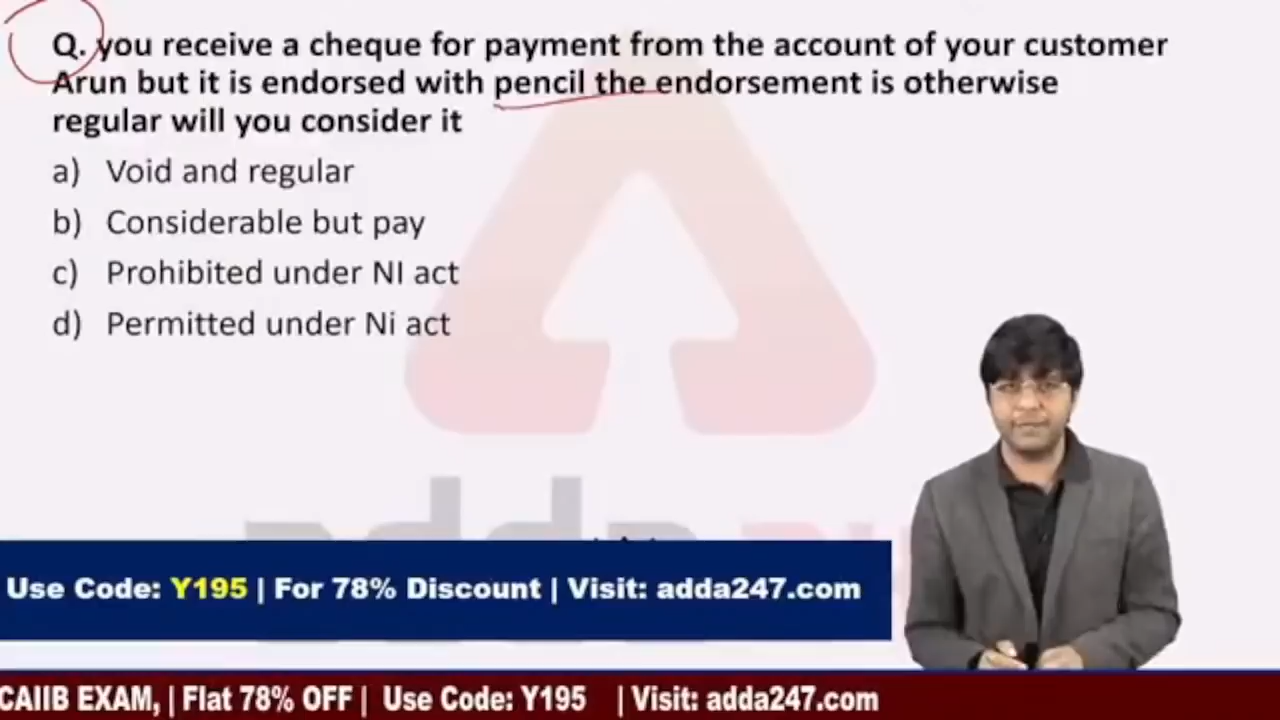 Q. you receive a cheque for payment from the account of your customer
Arun but it is endorsed with pencil the endorsement is otherwise
regular will you consider it
a) Void and regular
b) Considerable but pay
c) Prohibited under NI act
d) Permitted under Ni act
Use Code: Y195 | For 78% Discount | Visit: adda247.com
CAIIB EXAM, | Flat 78% OFF | Use Code: Y195 | Visit: adda247.com